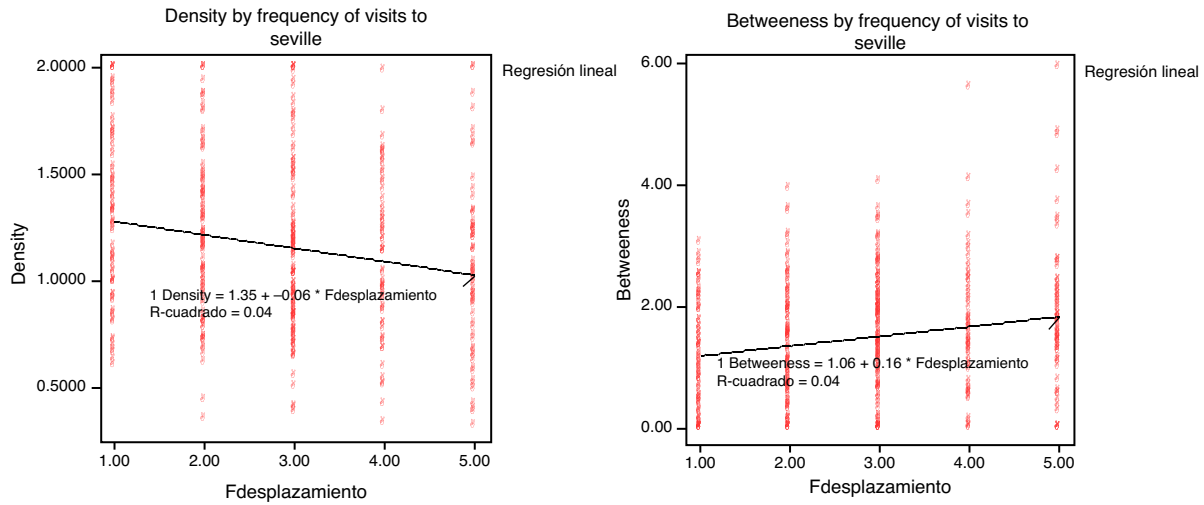 Density by frequency of visits to
seville
2.0000
1.5000
1.0000
0.5000
Density
1 Density = 1.35 + –0.06 * Fdesplazamiento
R-cuadrado = 0.04
Regresión lineal
1.00 2.00 3.00 4.00 5.00
Fdesplazamiento
Betweeness by frequency of visits to
seville
6.00
4.00
2.00
0.00
Betweeness
1 Betweeness = 1.06 + 0.16 * Fdesplazamiento
R-cuadrado = 0.04
Regresión lineal
1.00 2.00 3.00 4.00 5.00
Fdesplazamiento